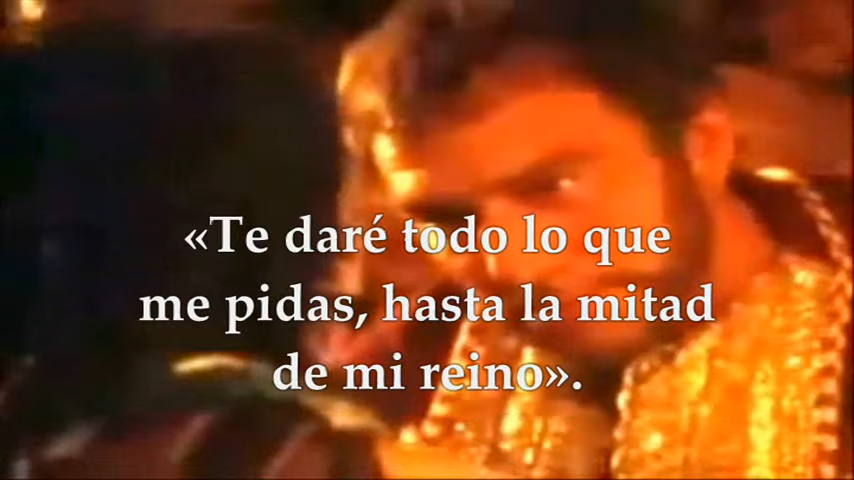 «Te daré todo lo que
me pidas, hasta la mitad
de mi reino».